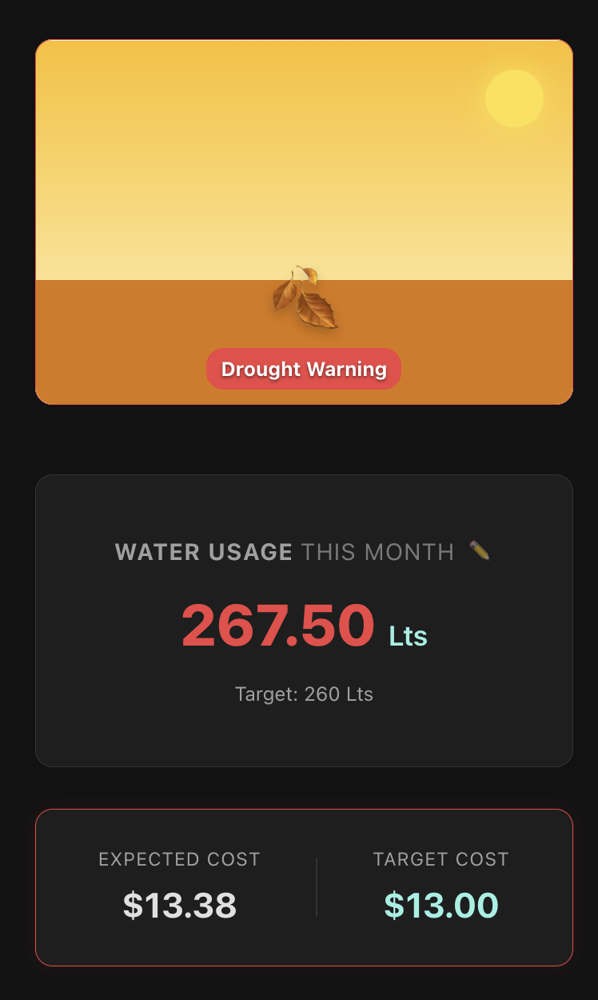 Drought Warning
WATER USAGE THIS MONTH
267.50 Lts
Target: 260 Lts
EXPECTED COST
$13.38
TARGET COST
$13.00